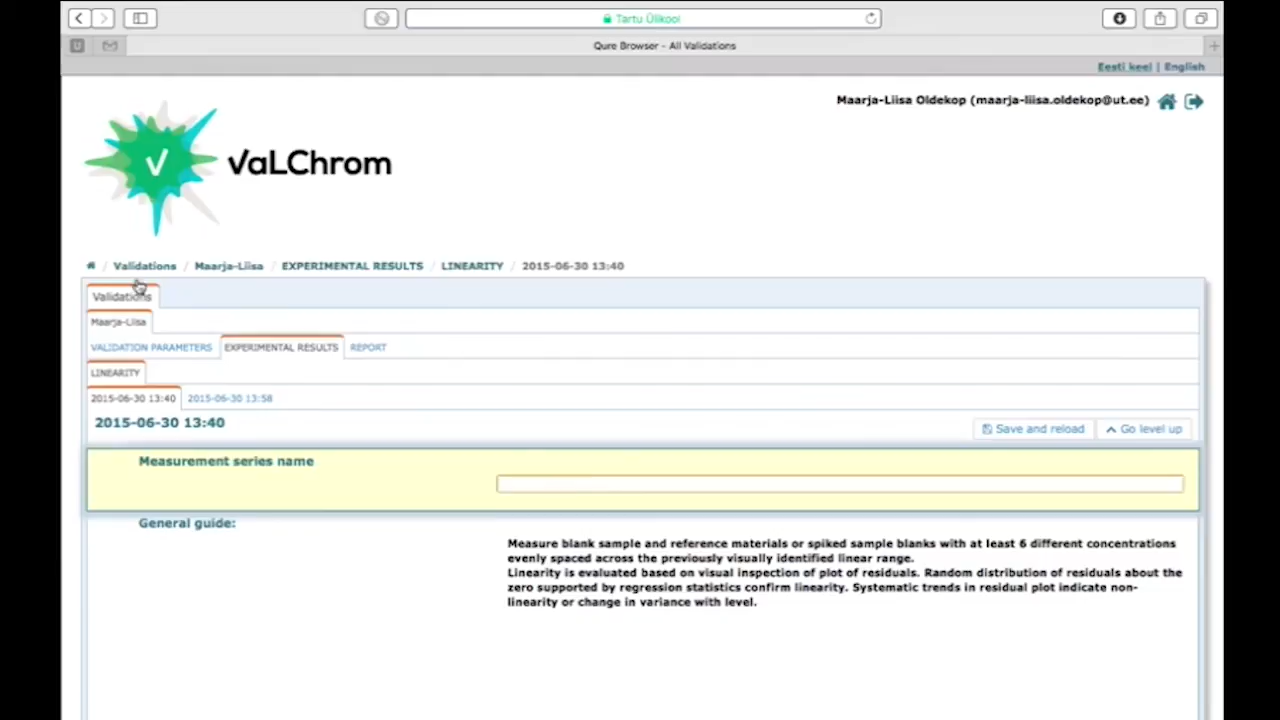 Tartu Ülikool
Qure Browser - All Validations
Eesti keel | English
Maarja-Liisa Oldekop (maarja-liisa.oldekop@ut.ee)
VaLChrom
/ Validations / Maarja-Liisa / EXPERIMENTAL RESULTS / LINEARITY / 2015-06-30 13:40
Validations
Maarja-Liisa
VALIDATION PARAMETERS EXPERIMENTAL RESULTS REPORT
LINEARITY
2015-06-30 13:40 2015-06-30 13:58
2015-06-30 13:40
Save and reload Go level up
Measurement series name
General guide:
Measure blank sample and reference materials or spiked sample blanks with at least 6 different concentrations
evenly spaced across the previously visually identified linear range.
Linearity is evaluated based on visual inspection of plot of residuals. Random distribution of residuals about the
zero supported by regression statistics confirm linearity. Systematic trends in residual plot indicate non-
linearity or change in variance with level.